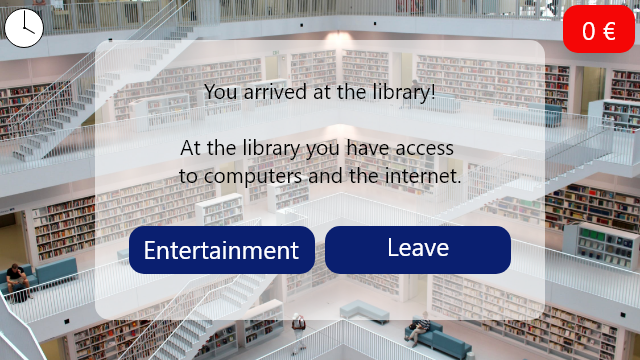 0 €
You arrived at the library!
At the library you have access
to computers and the internet.
Entertainment
Leave